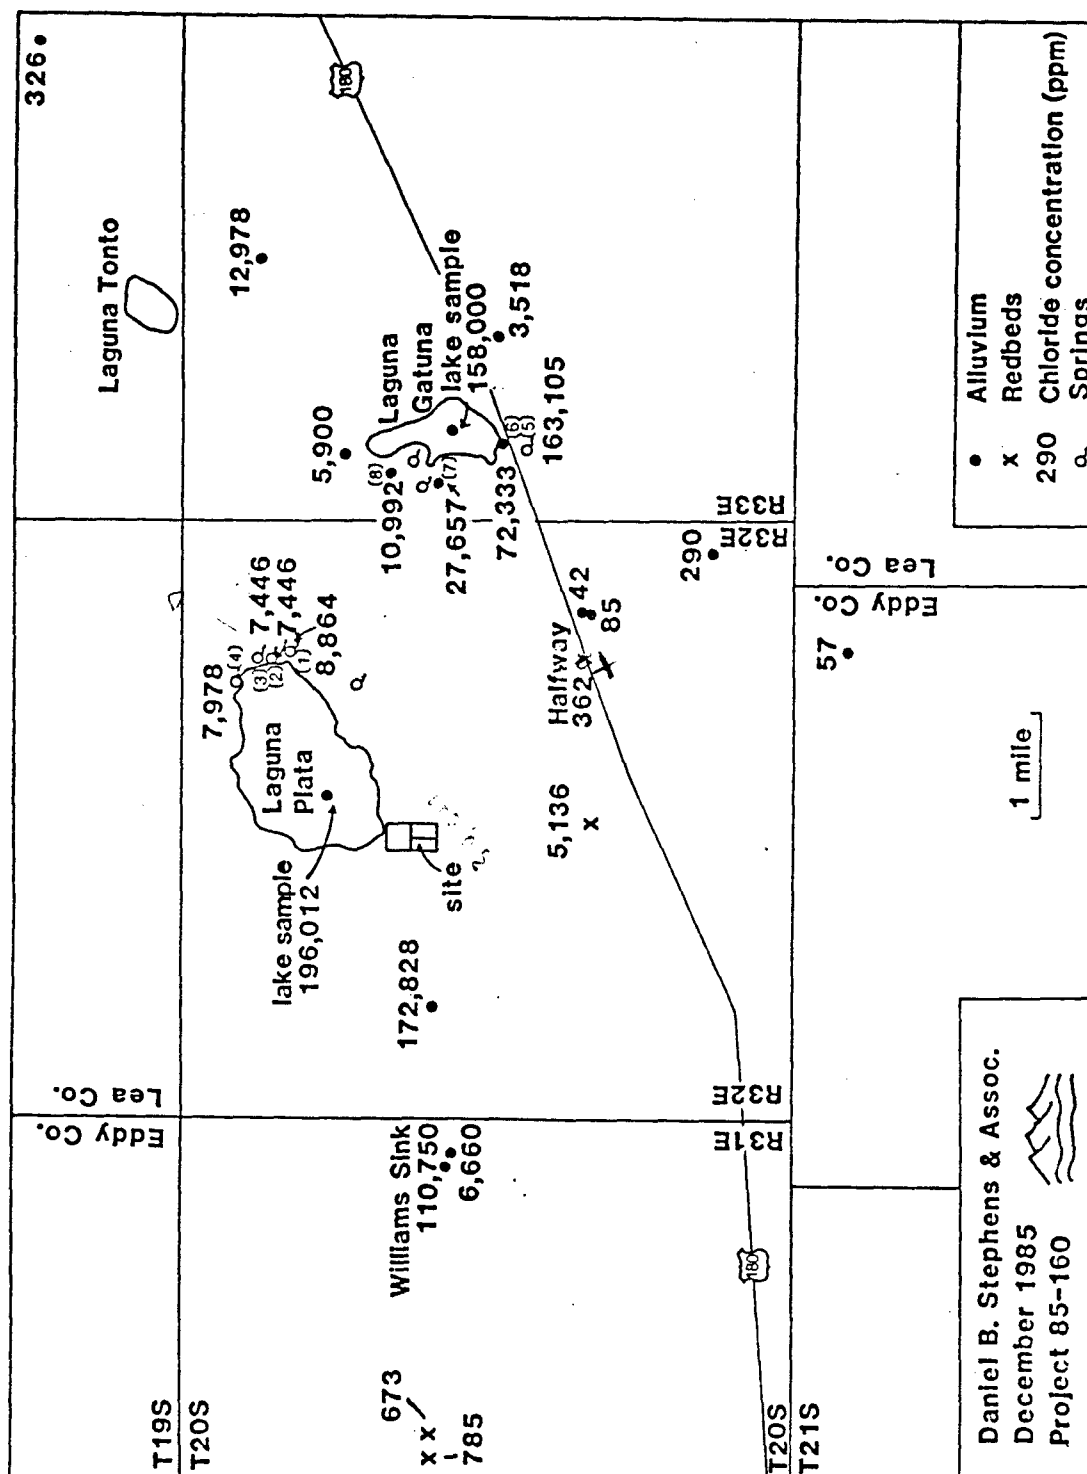 T19S
T20S
Eddy Co.
Lea Co.
Laguna Tonto
326
12,978
5,900
Laguna
Gatuna
lake sample
158,000
3,518
10,992
(8)
27,657
(7)
72,333
(6)
(5)
163,105
180
7,978
(4)
7,446
(3)
7,446
(2)
8,864
(1)
Laguna
Plata
lake sample
196,012
site
172,828
Williams Sink
110,750
6,660
673
x x
785
Halfway
362
42
85
5,136
x
290
57
R31E
R32E
R32E
R33E
180
T20S
T21S
Eddy Co.
Lea Co.
1 mile
Daniel B. Stephens & Assoc.
December 1985
Project 85-160
● Alluvium
x Redbeds
290 Chloride concentration (ppm)
Springs